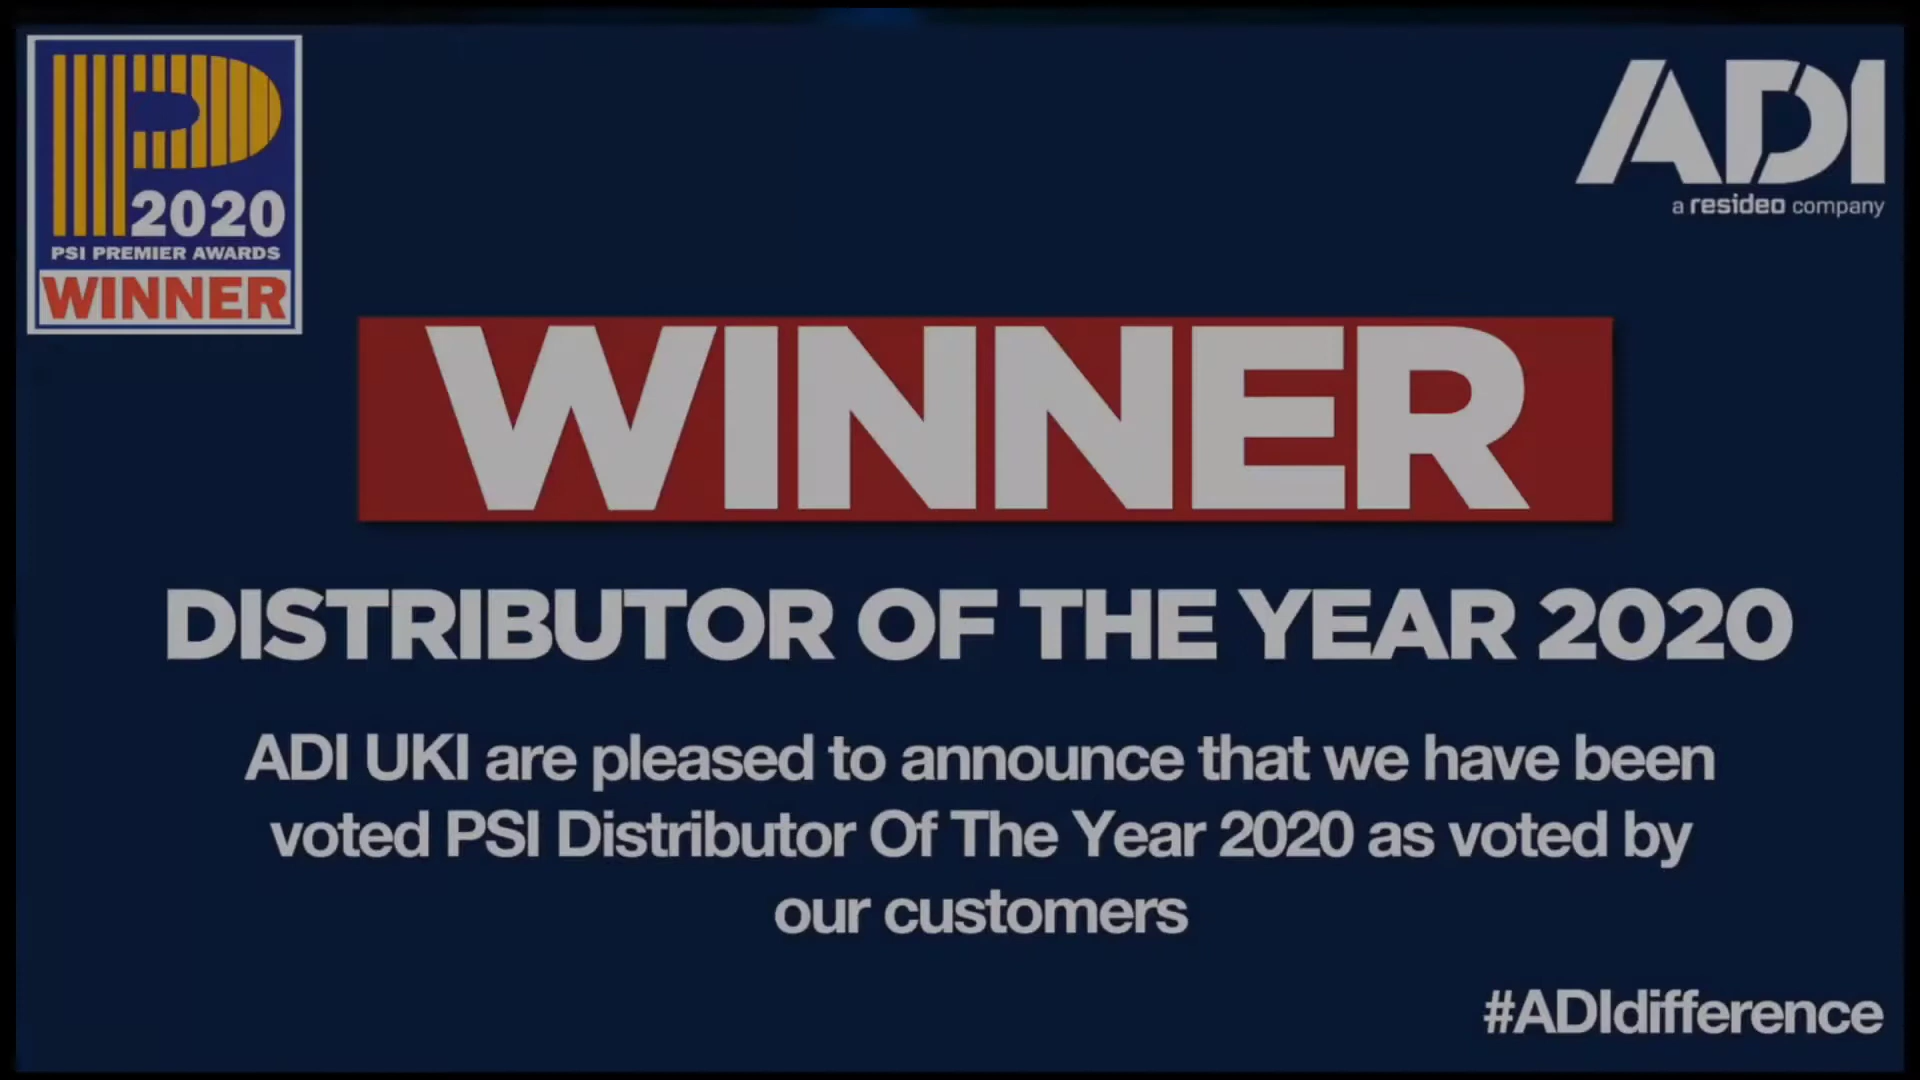 2020
PSI PREMIER AWARDS
WINNER
ADI
a resideo company
WINNER
DISTRIBUTOR OF THE YEAR 2020
ADI UKI are pleased to announce that we have been
voted PSI Distributor Of The Year 2020 as voted by
our customers
#ADIdifference